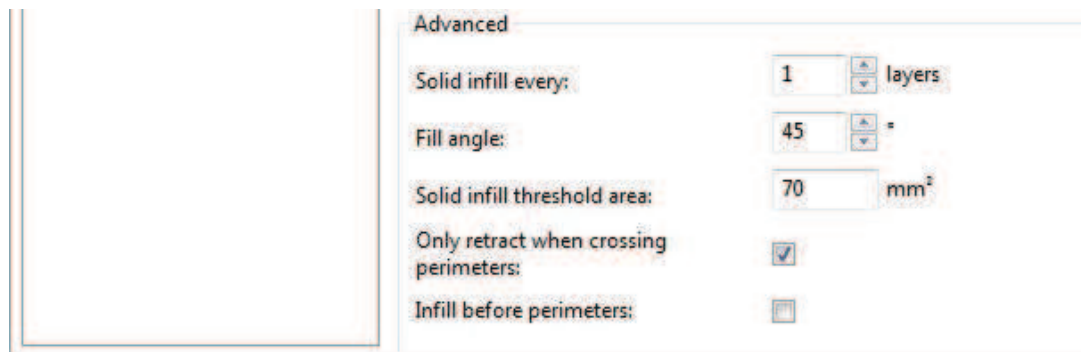 Advanced
Solid infill every: 1 layers
Fill angle: 45 °
Solid infill threshold area: 70 mm²
Only retract when crossing
perimeters:
Infill before perimeters: